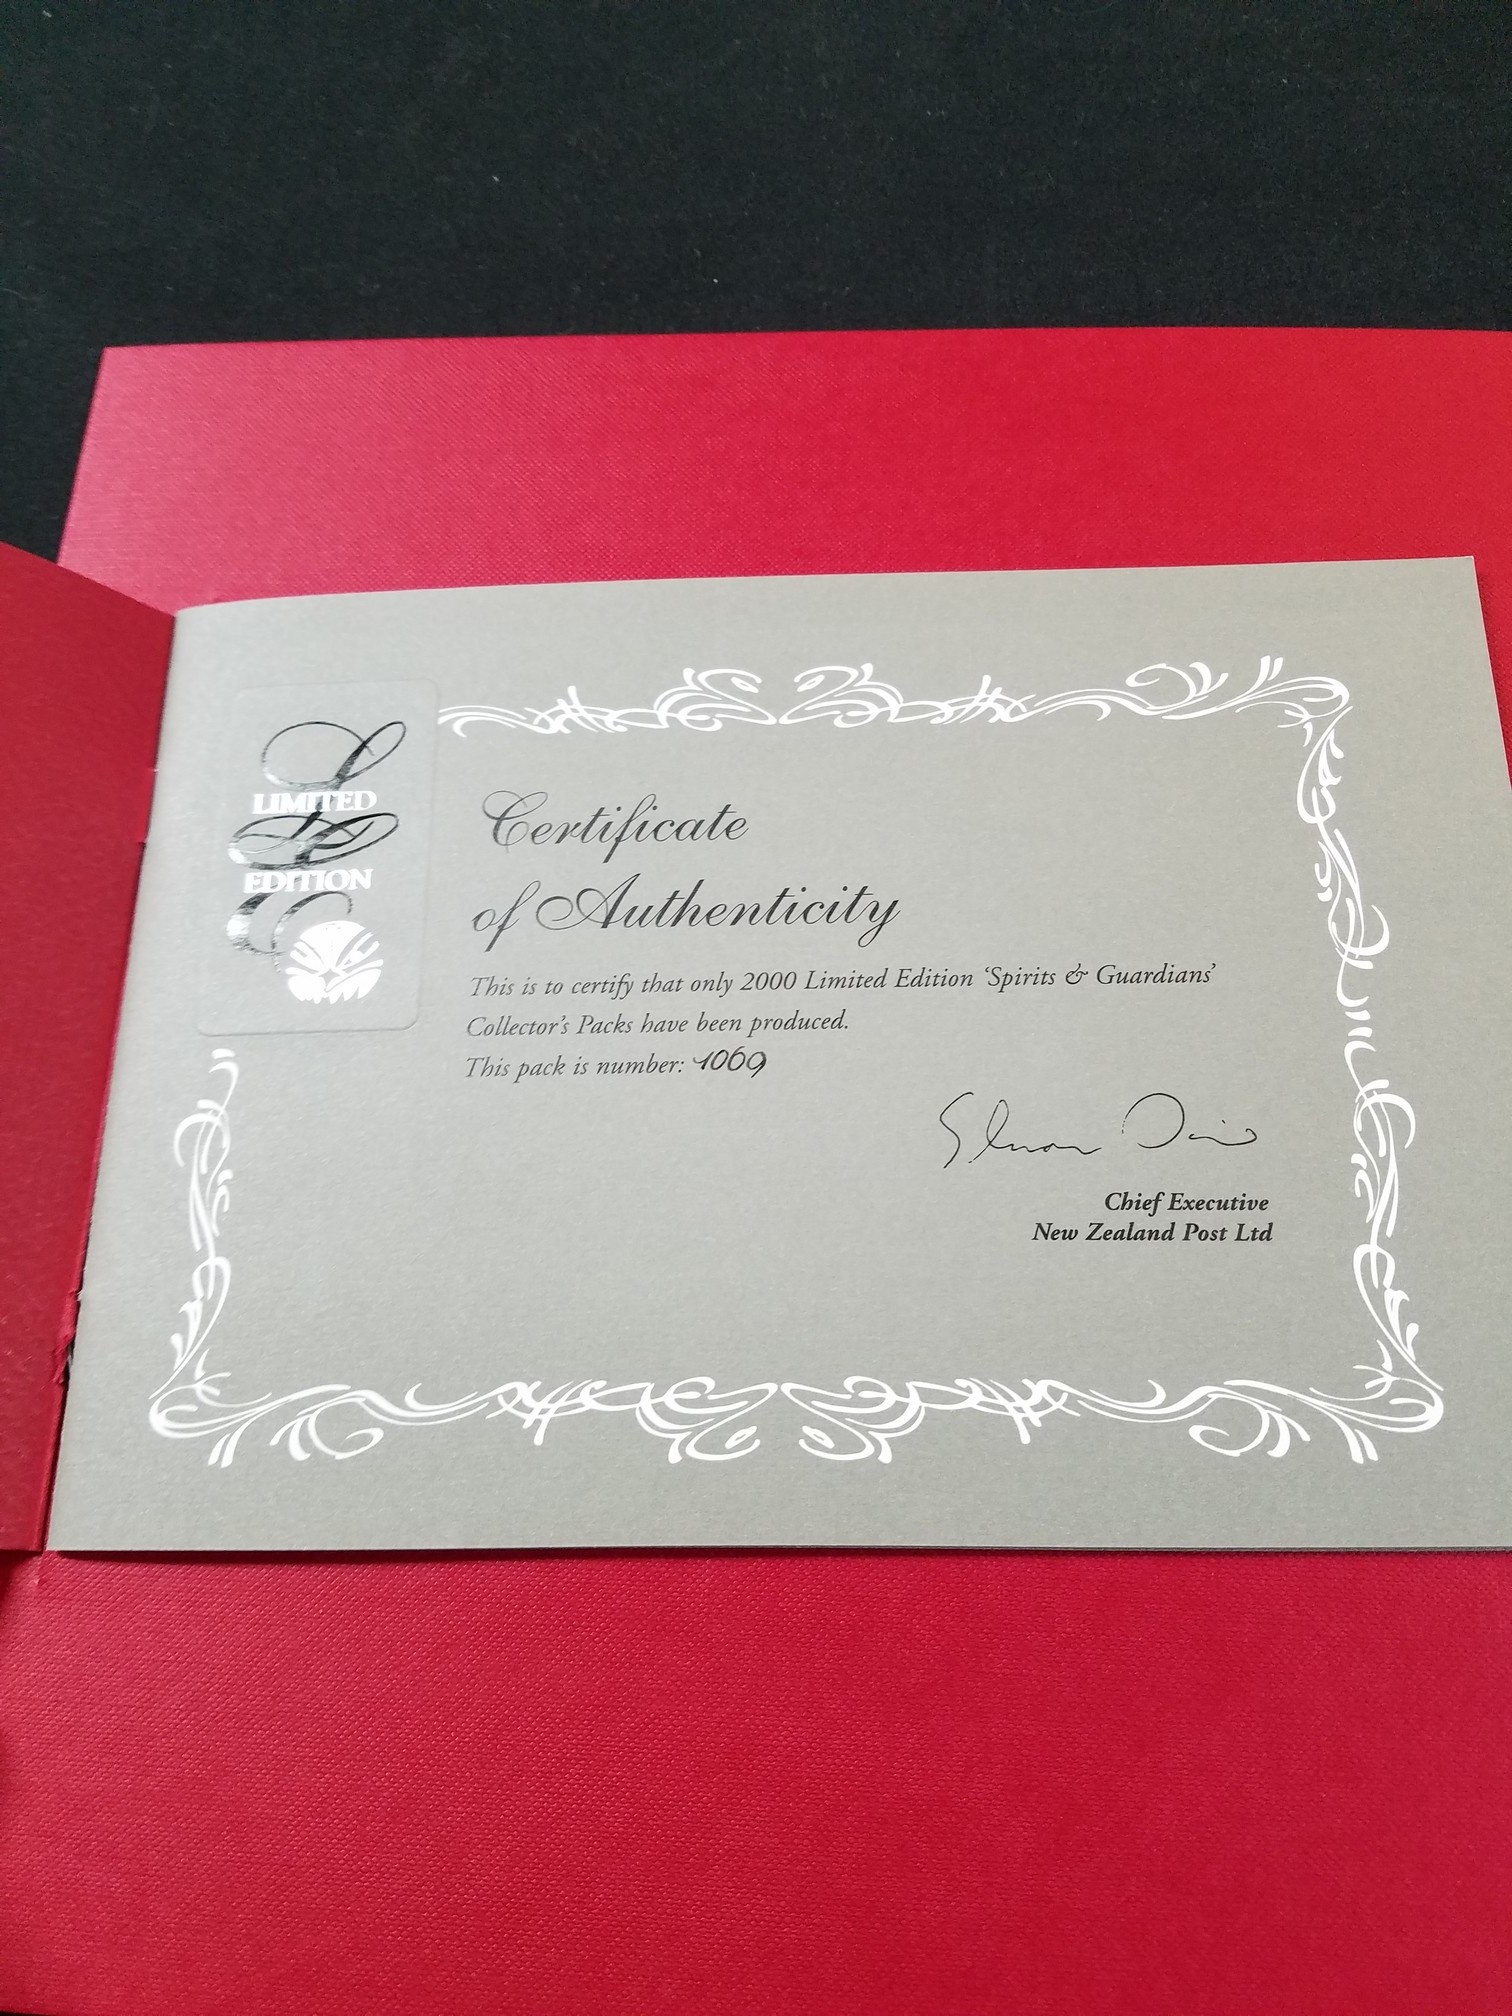 LIMITED
EDITION
Certificate
of Authenticity
This is to certify that only 2000 Limited Edition ‘Spirits & Guardians’
Collector’s Packs have been produced.
This pack is number: 1069
Chief Executive
New Zealand Post Ltd